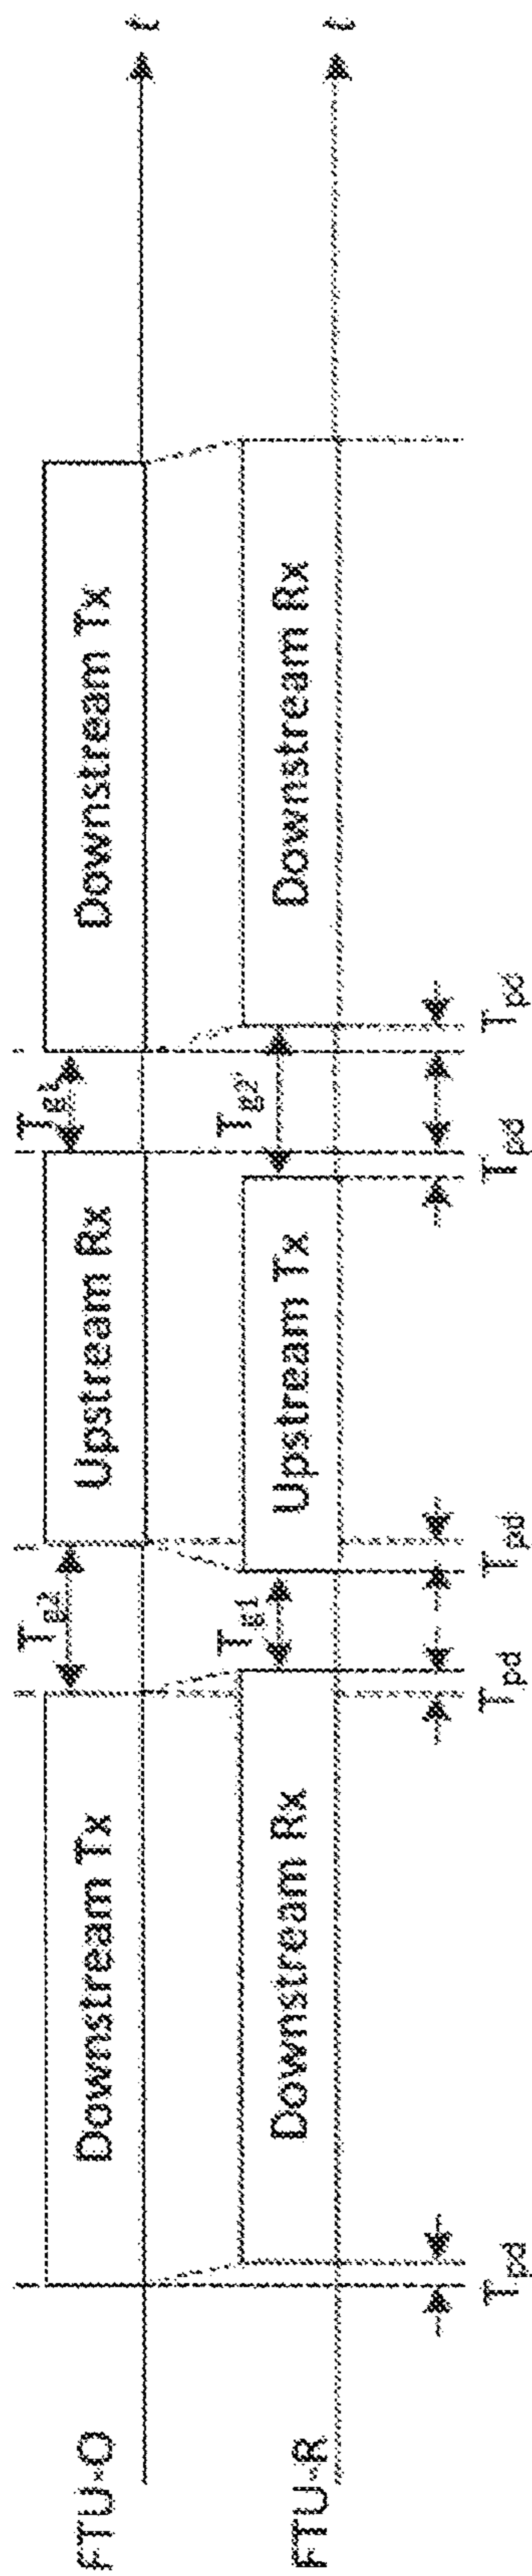 FTU-O
Downstream Tx
T_g2
Upstream Rx
T_g1'
Downstream Tx
t
FTU-R
Downstream Rx
T_g1
Upstream Tx
T_g2'
Downstream Rx
t
T_pd
T_pd
T_pd
T_pd
T_pd